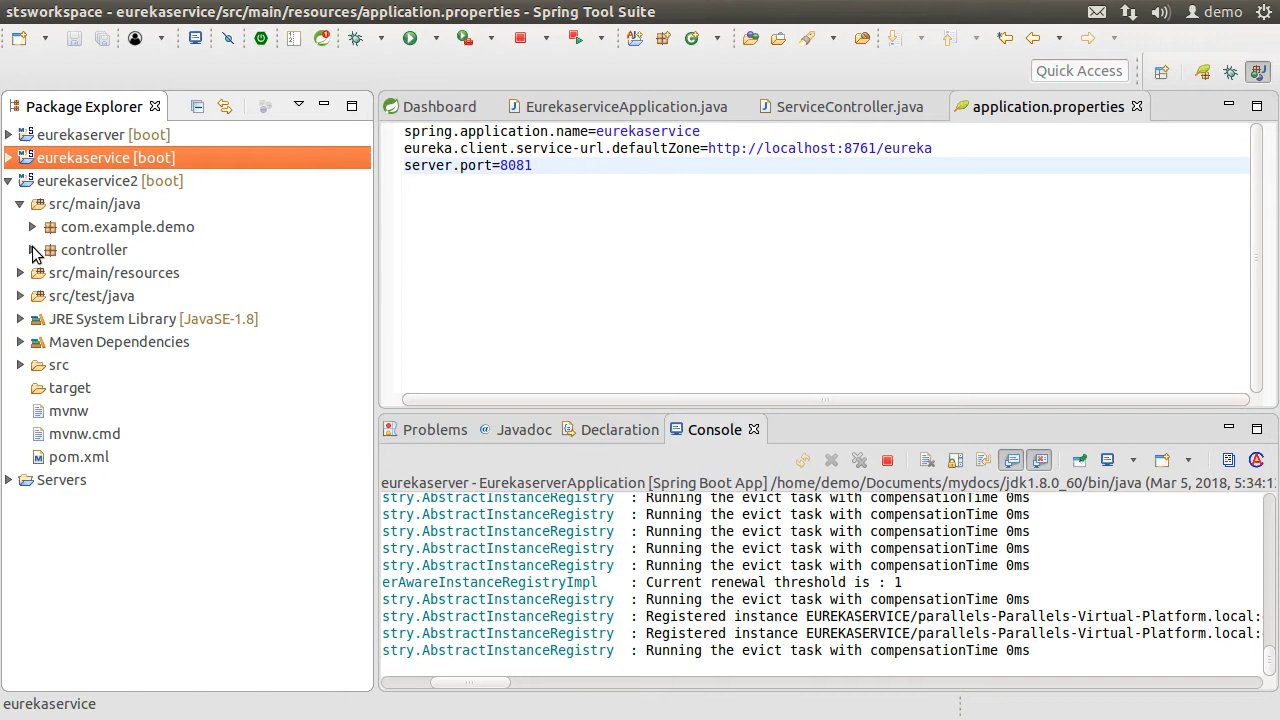 stsworkspace - eurekaservice/src/main/resources/application.properties - Spring Tool Suite
demo
Quick Access
Package Explorer
eurekaserver [boot]
eurekaservice [boot]
eurekaservice2 [boot]
src/main/java
com.example.demo
controller
src/main/resources
src/test/java
JRE System Library [JavaSE-1.8]
Maven Dependencies
src
target
mvnw
mvnw.cmd
pom.xml
Servers
Dashboard
EurekaserviceApplication.java
ServiceController.java
application.properties
spring.application.name=eurekaservice
eureka.client.service-url.defaultZone=http://localhost:8761/eureka
server.port=8081
Problems
@ Javadoc
Declaration
Console
eurekaserver - EurekaserverApplication [Spring Boot App] /home/demo/Documents/mydocs/jdk1.8.0_60/bin/java (Mar 5, 2018, 5:34:1
stry.AbstractInstanceRegistry : Running the evict task with compensationTime 0ms
stry.AbstractInstanceRegistry : Running the evict task with compensationTime 0ms
stry.AbstractInstanceRegistry : Running the evict task with compensationTime 0ms
stry.AbstractInstanceRegistry : Running the evict task with compensationTime 0ms
stry.AbstractInstanceRegistry : Running the evict task with compensationTime 0ms
erAwareInstanceRegistryImpl : Current renewal threshold is : 1
stry.AbstractInstanceRegistry : Running the evict task with compensationTime 0ms
stry.AbstractInstanceRegistry : Registered instance EUREKASERVICE/parallels-Parallels-Virtual-Platform.local:
stry.AbstractInstanceRegistry : Registered instance EUREKASERVICE/parallels-Parallels-Virtual-Platform.local:
stry.AbstractInstanceRegistry : Running the evict task with compensationTime 0ms
eurekaservice